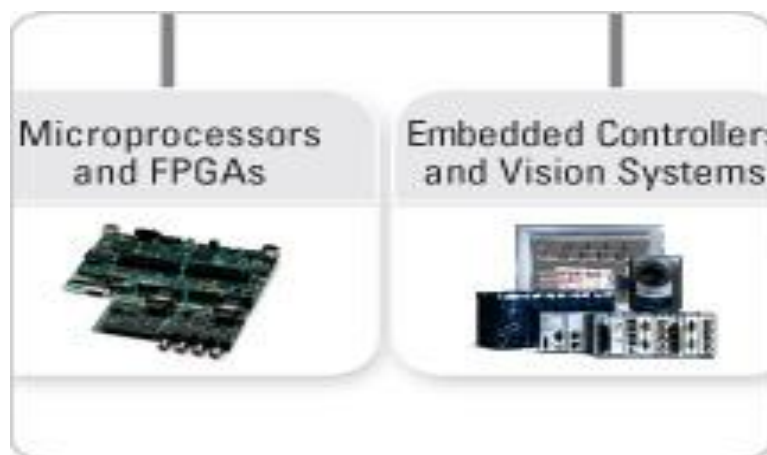 Microprocessors
and FPGAs
Embedded Controllers
and Vision Systems